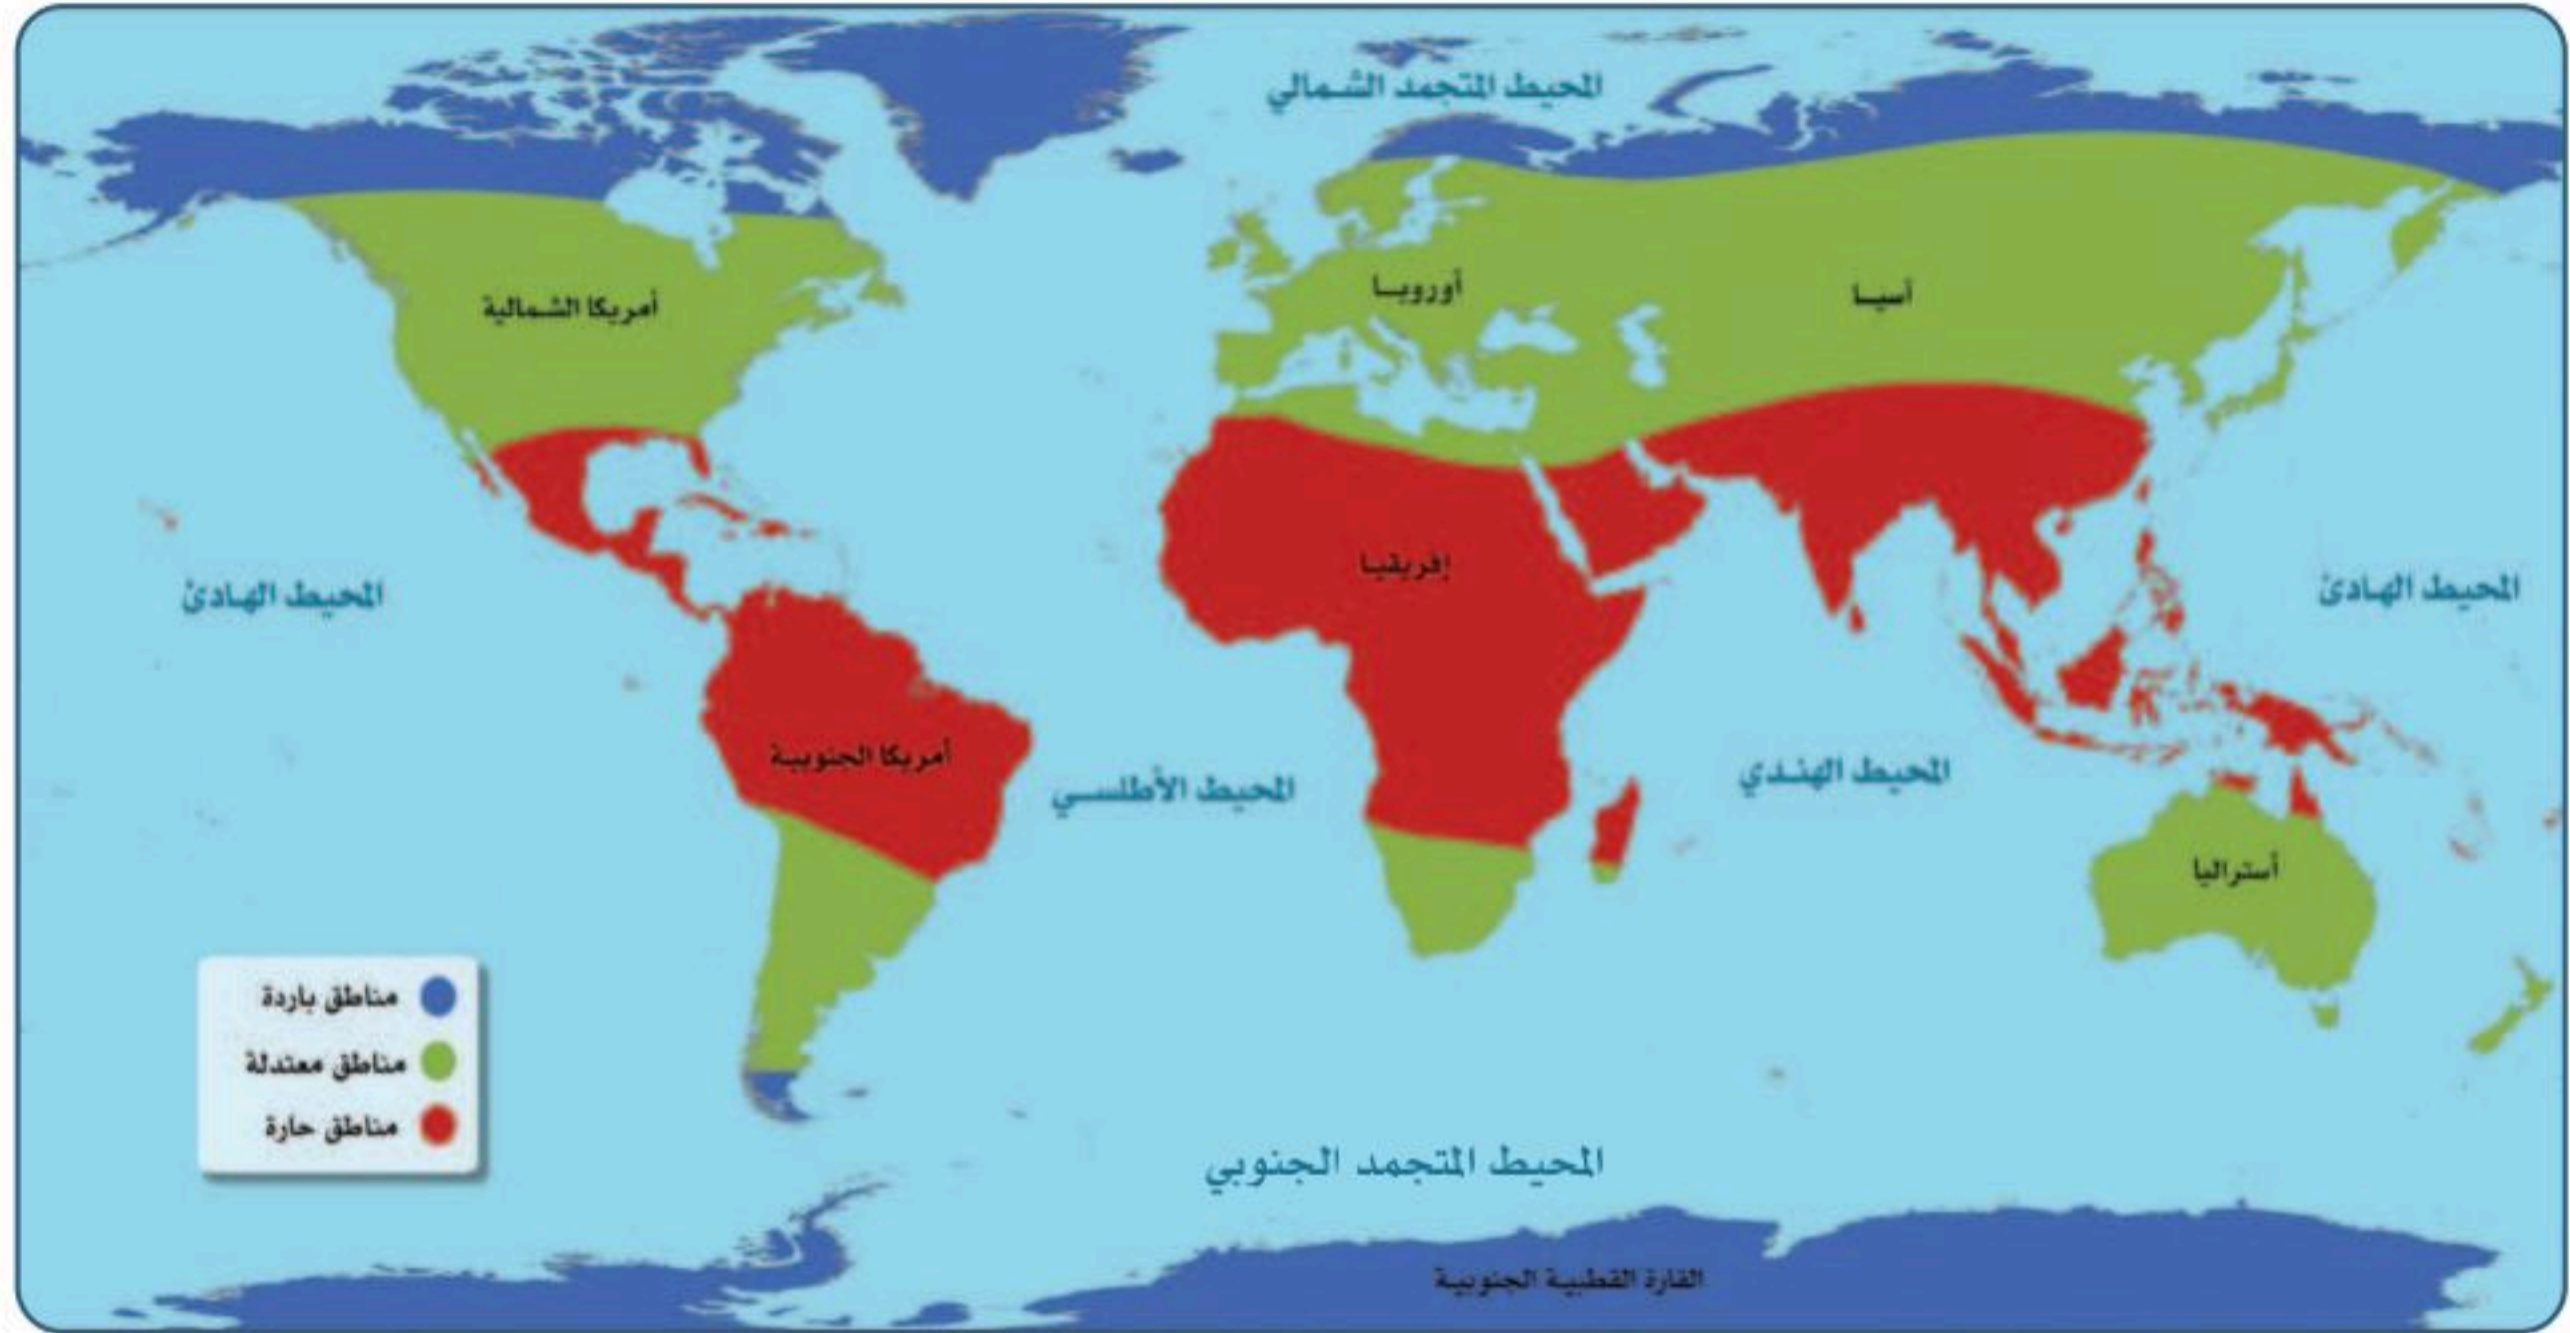 المحيط المتجمد الشمالي
أمريكا الشمالية
أوروبا
أسيا
إفريقيا
المحيط الهادئ
المحيط الهادئ
أمريكا الجنوبية
المحيط الأطلسي
المحيط الهندي
أستراليا
مناطق باردة
مناطق معتدلة
مناطق حارة
المحيط المتجمد الجنوبي
القارة القطبية الجنوبية